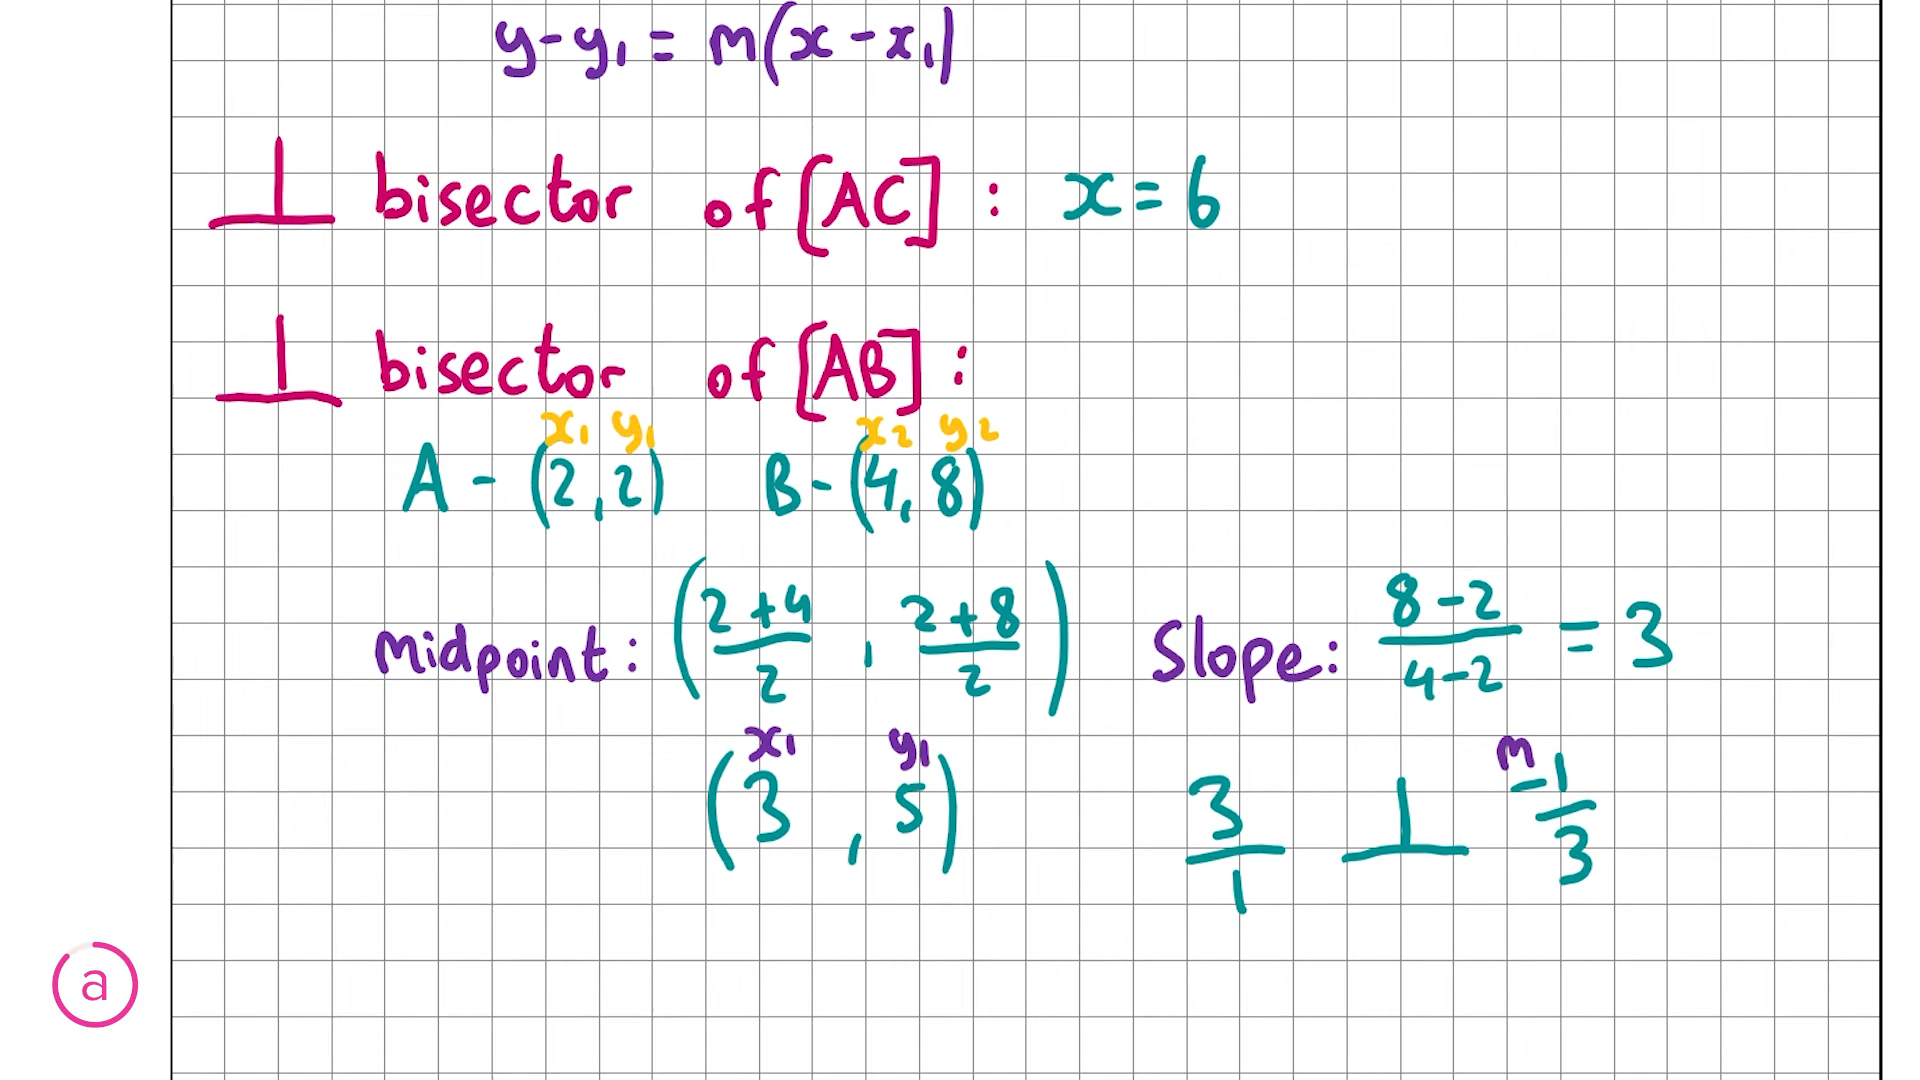 y-y₁ = m(x-x₁)
⊥ bisector of [AC] : x=6
⊥ bisector of [AB] :
x₁ y₁ x₂ y₂
A - (2,2) B - (4,8)
Midpoint: (2+4/2 , 2+8/2) Slope: 8-2/4-2 = 3
x₁ y₁ m
(3 , 5) 3/1 ⊥ -1/3
a